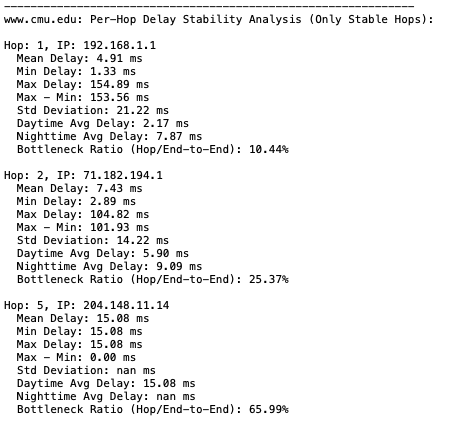 ----------------------------------------------------------------
www.cmu.edu: Per-Hop Delay Stability Analysis (Only Stable Hops):
Hop: 1, IP: 192.168.1.1
Mean Delay: 4.91 ms
Min Delay: 1.33 ms
Max Delay: 154.89 ms
Max - Min: 153.56 ms
Std Deviation: 21.22 ms
Daytime Avg Delay: 2.17 ms
Nighttime Avg Delay: 7.87 ms
Bottleneck Ratio (Hop/End-to-End): 10.44%
Hop: 2, IP: 71.182.194.1
Mean Delay: 7.43 ms
Min Delay: 2.89 ms
Max Delay: 104.82 ms
Max - Min: 101.93 ms
Std Deviation: 14.22 ms
Daytime Avg Delay: 5.90 ms
Nighttime Avg Delay: 9.09 ms
Bottleneck Ratio (Hop/End-to-End): 25.37%
Hop: 5, IP: 204.148.11.14
Mean Delay: 15.08 ms
Min Delay: 15.08 ms
Max Delay: 15.08 ms
Max - Min: 0.00 ms
Std Deviation: nan ms
Daytime Avg Delay: 15.08 ms
Nighttime Avg Delay: nan ms
Bottleneck Ratio (Hop/End-to-End): 65.99%